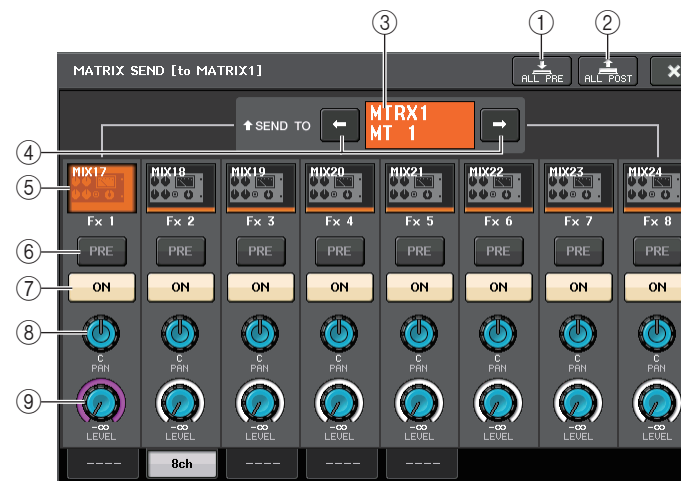 ① ② ③
MATRIX SEND [to MATRIX1]
ALL PRE ALL POST ×
SEND TO ← MTRX1 →
MT 1
④
⑤ MIX17 MIX18 MIX19 MIX20 MIX21 MIX22 MIX23 MIX24
Fx 1 Fx 2 Fx 3 Fx 4 Fx 5 Fx 6 Fx 7 Fx 8
⑥ PRE PRE PRE PRE PRE PRE PRE PRE
⑦ ON ON ON ON ON ON ON ON
⑧
C C C C C C C C
PAN PAN PAN PAN PAN PAN PAN PAN
⑨
-∞ -∞ -∞ -∞ -∞ -∞ -∞ -∞
LEVEL LEVEL LEVEL LEVEL LEVEL LEVEL LEVEL LEVEL
---- 8ch ---- ---- ----